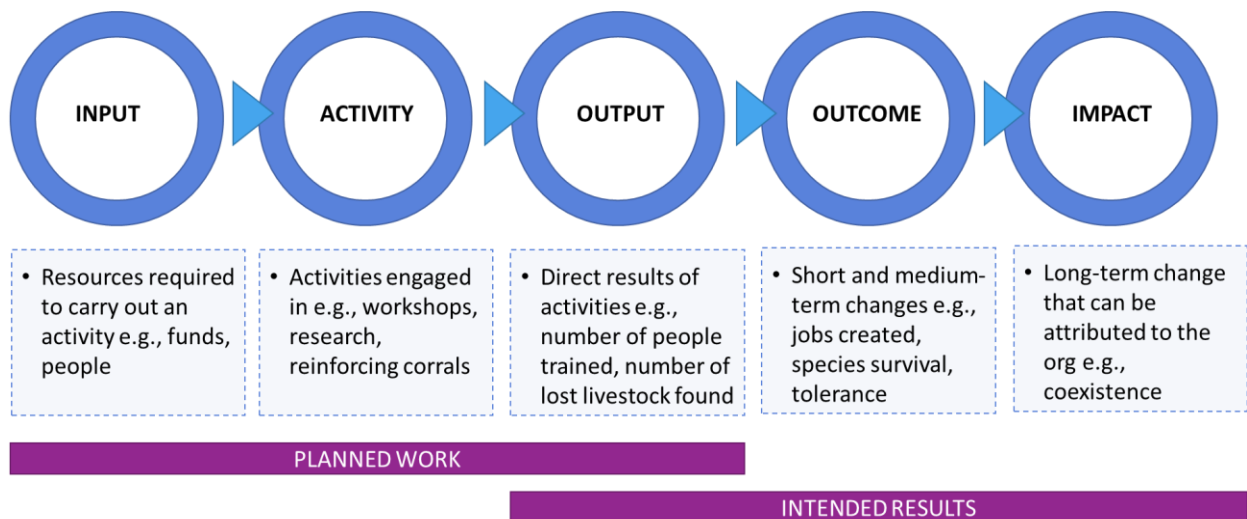 INPUT
ACTIVITY
OUTPUT
OUTCOME
IMPACT
• Resources required
to carry out an
activity e.g., funds,
people
• Activities engaged
in e.g., workshops,
research,
reinforcing corrals
• Direct results of
activities e.g.,
number of people
trained, number of
lost livestock found
• Short and medium-
term changes e.g.,
jobs created,
species survival,
tolerance
• Long-term change
that can be
attributed to the
org e.g.,
coexistence
PLANNED WORK
INTENDED RESULTS